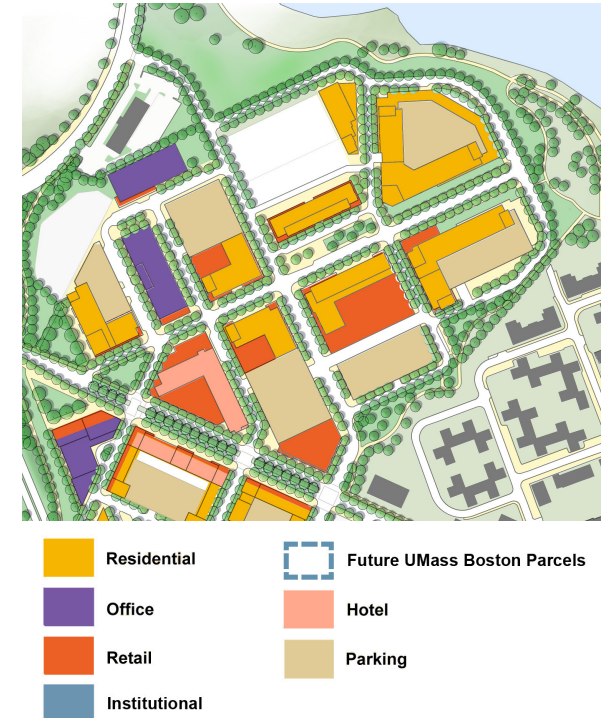 Residential
Future UMass Boston Parcels
Office
Hotel
Retail
Parking
Institutional